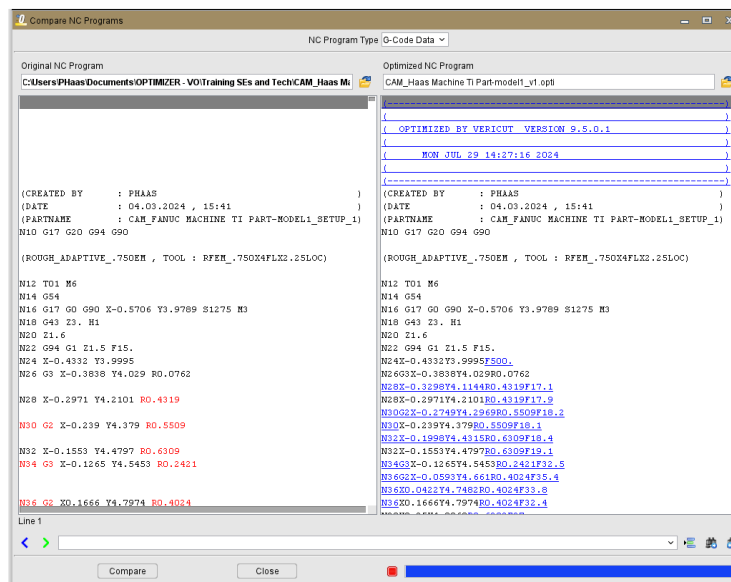 Compare NC Programs
NC Program Type G-Code Data
Original NC Program
C:\Users\PHaas\Documents\OPTIMIZER - VO\Training SEs and Tech\CAM_Haas Ma
(CREATED BY : PHAAS )
(DATE : 04.03.2024 , 15:41 )
(PARTNAME : CAM_FANUC MACHINE TI PART-MODEL1_SETUP_1)
N10 G17 G20 G94 G90
(ROUGH_ADAPTIVE_.750EM , TOOL : RFEM_.750X4FLX2.25LOC)
N12 T01 M6
N14 G54
N16 G17 G0 G90 X-0.5706 Y3.9789 S1275 M3
N18 G43 Z3. H1
N20 Z1.6
N22 G94 G1 Z1.5 F15.
N24 X-0.4332 Y3.9995
N26 G3 X-0.3838 Y4.029 R0.0762
N28 X-0.2971 Y4.2101 R0.4319
N30 G2 X-0.239 Y4.379 R0.5509
N32 X-0.1553 Y4.4797 R0.6309
N34 G3 X-0.1265 Y4.5453 R0.2421
N36 G2 X0.1666 Y4.7974 R0.4024
Optimized NC Program
CAM_Haas Machine Ti Part-model1_v1.opti
(------------------------------------------------------------)
( )
( OPTIMIZED BY VERICUT VERSION 9.5.0.1 )
( )
( MON JUL 29 14:27:16 2024 )
( )
(------------------------------------------------------------)
(CREATED BY : PHAAS )
(DATE : 04.03.2024 , 15:41 )
(PARTNAME : CAM_FANUC MACHINE TI PART-MODEL1_SETUP_1)
N10 G17 G20 G94 G90
(ROUGH_ADAPTIVE_.750EM , TOOL : RFEM_.750X4FLX2.25LOC)
N12 T01 M6
N14 G54
N16 G17 G0 G90 X-0.5706 Y3.9789 S1275 M3
N18 G43 Z3. H1
N20 Z1.6
N22 G94 G1 Z1.5 F15.
N24X-0.4332Y3.9995F500.
N26G3X-0.3838Y4.029R0.0762
N28X-0.3298Y4.1144R0.4319F17.1
N28X-0.2971Y4.2101R0.4319F17.9
N30G2X-0.2749Y4.2969R0.5509F18.2
N30X-0.239Y4.379R0.5509F18.1
N32X-0.1998Y4.4315R0.6309F18.4
N32X-0.1553Y4.4797R0.6309F19.1
N34G3X-0.1265Y4.5453R0.2421F32.5
N36G2X-0.0593Y4.661R0.4024F35.4
N36X0.0422Y4.7482R0.4024F33.8
N36X0.1666Y4.7974R0.4024F32.4
Line 1
Compare
Close